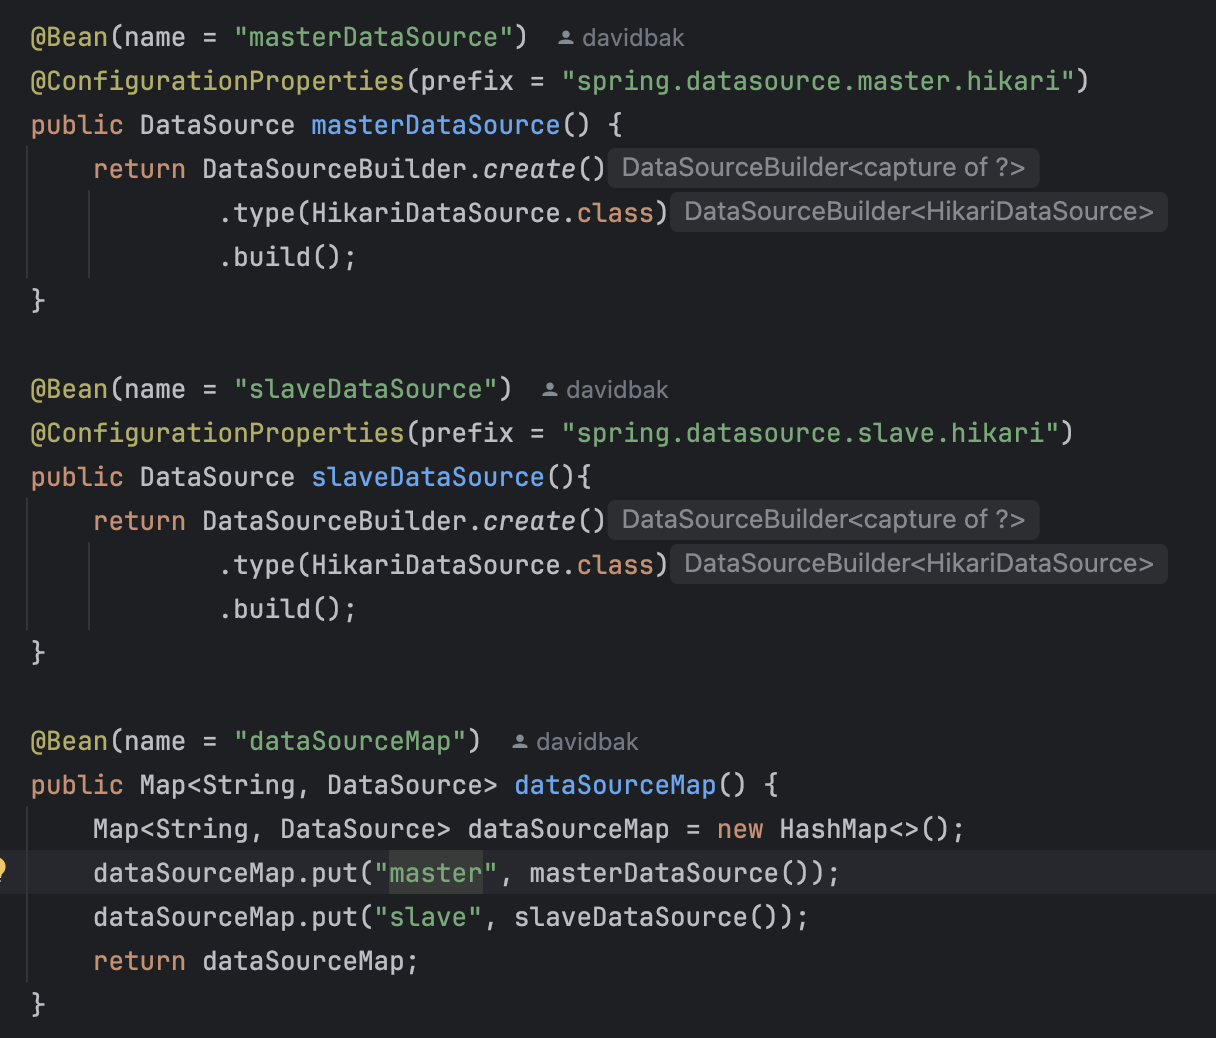 @Bean(name = "masterDataSource") davidbak
@ConfigurationProperties(prefix = "spring.datasource.master.hikari")
public DataSource masterDataSource() {
return DataSourceBuilder.create() DataSourceBuilder<capture of ?>
.type(HikariDataSource.class) DataSourceBuilder<HikariDataSource>
.build();
}
@Bean(name = "slaveDataSource") davidbak
@ConfigurationProperties(prefix = "spring.datasource.slave.hikari")
public DataSource slaveDataSource(){
return DataSourceBuilder.create() DataSourceBuilder<capture of ?>
.type(HikariDataSource.class) DataSourceBuilder<HikariDataSource>
.build();
}
@Bean(name = "dataSourceMap") davidbak
public Map<String, DataSource> dataSourceMap() {
Map<String, DataSource> dataSourceMap = new HashMap<>();
dataSourceMap.put("master", masterDataSource());
dataSourceMap.put("slave", slaveDataSource());
return dataSourceMap;
}